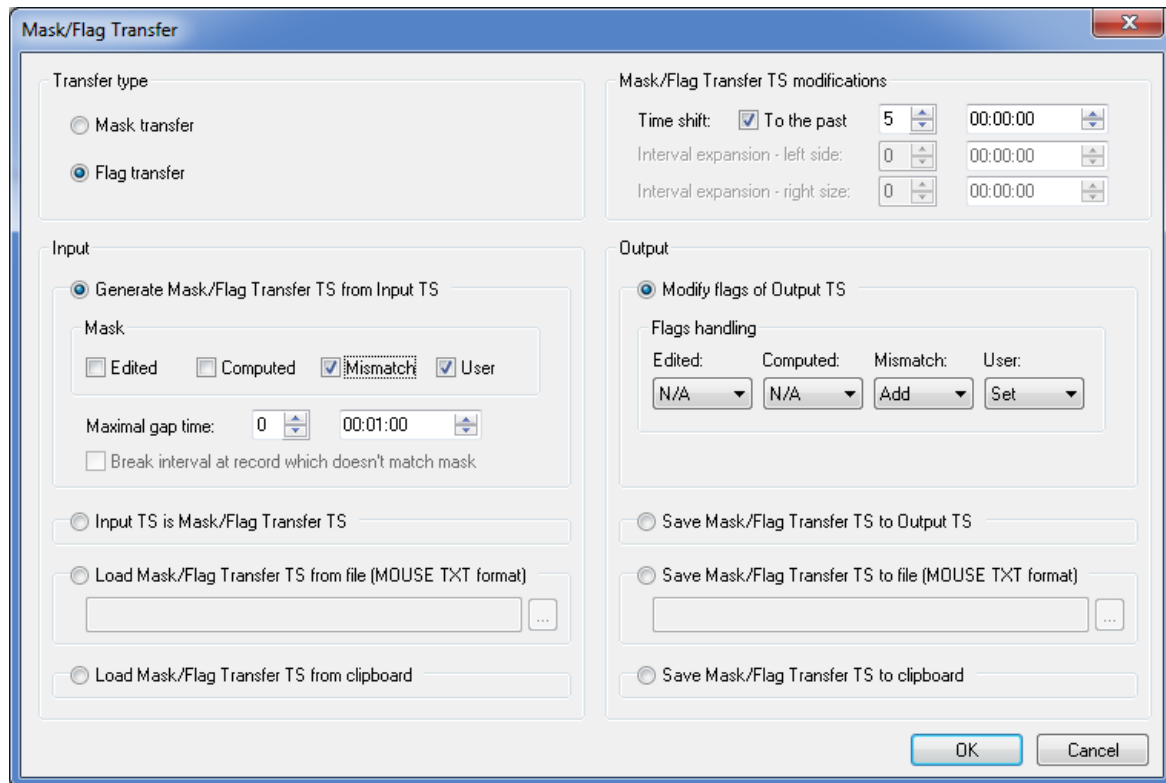 Mask/Flag Transfer
Transfer type
Mask transfer
Flag transfer
Mask/Flag Transfer TS modifications
Time shift: To the past 5 00:00:00
Interval expansion - left side: 0 00:00:00
Interval expansion - right size: 0 00:00:00
Input
Generate Mask/Flag Transfer TS from Input TS
Mask
Edited Computed Mismatch User
Maximal gap time: 0 00:01:00
Break interval at record which doesn't match mask
Input TS is Mask/Flag Transfer TS
Load Mask/Flag Transfer TS from file (MOUSE TXT format)
...
Load Mask/Flag Transfer TS from clipboard
Output
Modify flags of Output TS
Flags handling
Edited: Computed: Mismatch: User:
N/A N/A Add Set
Save Mask/Flag Transfer TS to Output TS
Save Mask/Flag Transfer TS to file (MOUSE TXT format)
...
Save Mask/Flag Transfer TS to clipboard
OK Cancel